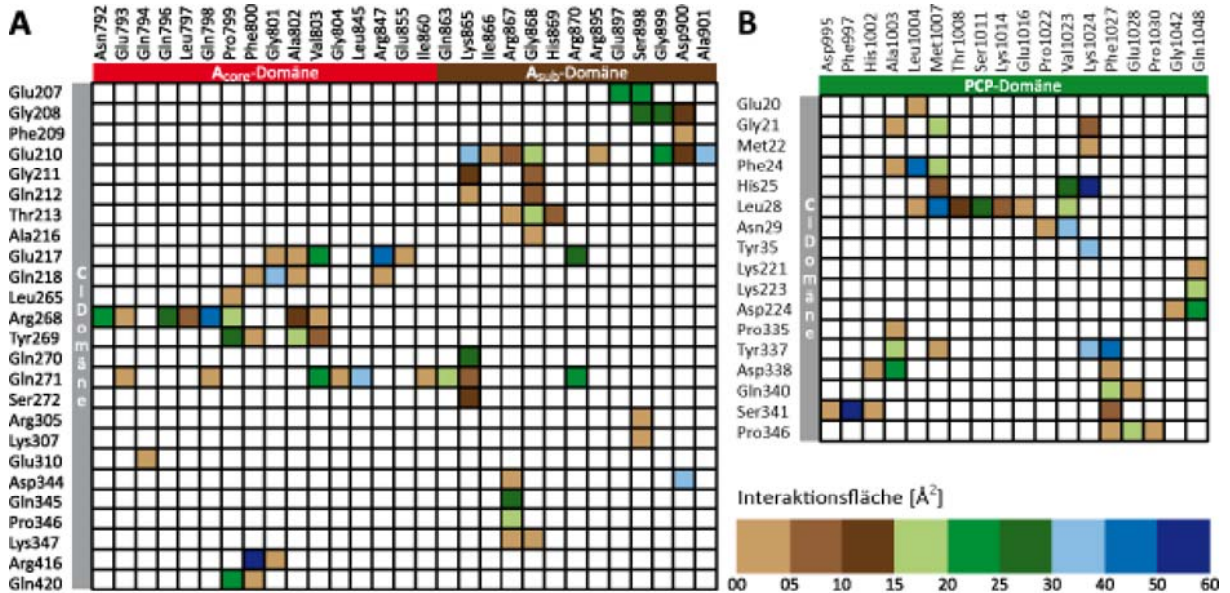 A
Asn792
Glu793
Gln794
Glu796
Leu797
Gln798
Pro799
Phe800
Gly801
Ala802
Val803
Gly804
Leu845
Arg847
Glu855
Ile860
Gln863
Lys865
Ile866
Arg867
Gly868
His869
Arg870
Arg895
Glu897
Ser898
Gly899
Asp900
Ala901
Acore-Domäne
Asub-Domäne
CIDomäne
Glu207
Gly208
Phe209
Glu210
Gly211
Gln212
Thr213
Ala216
Glu217
Gln218
Leu265
Arg268
Tyr269
Gln270
Gln271
Ser272
Arg305
Lys307
Glu310
Asp344
Gln345
Pro346
Lys347
Arg416
Gln420
B
Asp995
Phe997
His1002
Ala1003
Leu1004
Met1007
Thr1008
Ser1011
Lys1014
Glu1016
Pro1022
Val1023
Lys1024
Phe1027
Glu1028
Pro1030
Gly1042
Gln1048
PCP-Domäne
CIDomäne
Glu20
Gly21
Met22
Phe24
His25
Leu28
Asn29
Tyr35
Lys221
Lys223
Asp224
Pro335
Tyr337
Asp338
Gln340
Ser341
Pro346
Interaktionsfläche [Å2]
00 05 10 15 20 25 30 40 50 60